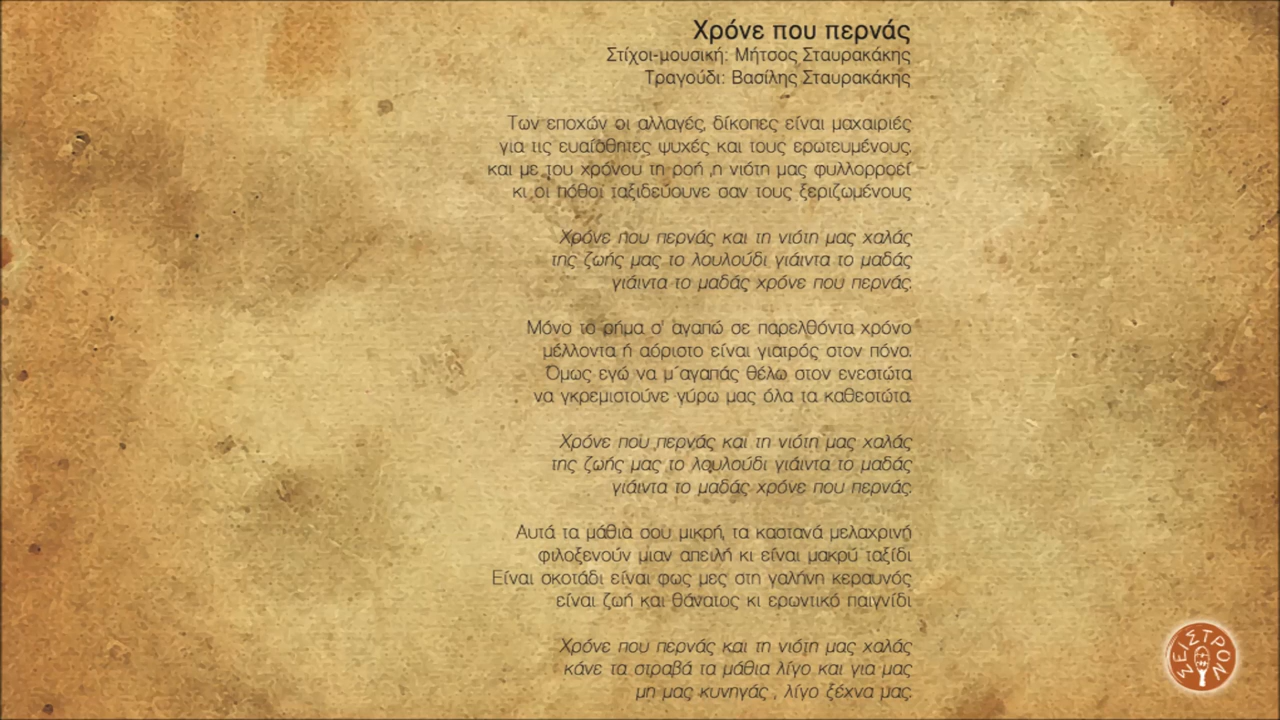 Χρόνε που περνάς
Στίχοι-μουσική: Μήτσος Σταυρακάκης
Τραγούδι: Βασίλης Σταυρακάκης
Των εποχών οι αλλαγές, δίκοπες είναι μαχαιριές
για τις ευαίσθητες ψυχές και τους ερωτευμένους,
και με του χρόνου τη ροή ,η νιότη μας φυλλορροεί
κι οι πόθοι ταξιδεύουνε σαν τους ξεριζωμένους
Χρόνε που περνάς και τη νιότη μας χαλάς
της ζωής μας το λουλούδι γιάιντα το μαδάς
γιάιντα το μαδάς χρόνε που περνάς.
Μόνο το ρήμα σ' αγαπώ σε παρελθόντα χρόνο
μέλλοντα ή αόριστο είναι γιατρός στον πόνο.
Όμως εγώ να μ΄αγαπάς θέλω στον ενεστώτα
να γκρεμιστούνε γύρω μας όλα τα καθεστώτα.
Χρόνε που περνάς και τη νιότη μας χαλάς
της ζωής μας το λουλούδι γιάιντα το μαδάς
γιάιντα το μαδάς χρόνε που περνάς.
Αυτά τα μάθια σου μικρή, τα καστανά μελαχρινή
φιλοξενούν μιαν απειλή κι είναι μακρύ ταξίδι
Είναι σκοτάδι είναι φως μες στη γαλήνη κεραυνός
είναι ζωή και θάνατος κι ερωντικό παιγνίδι
Χρόνε που περνάς και τη νιότη μας χαλάς
κάνε τα στραβά τα μάθια λίγο και για μας
μη μας κυνηγάς , λίγο ξέχνα μας.
ΣΕΙΣΤΡΟΝ